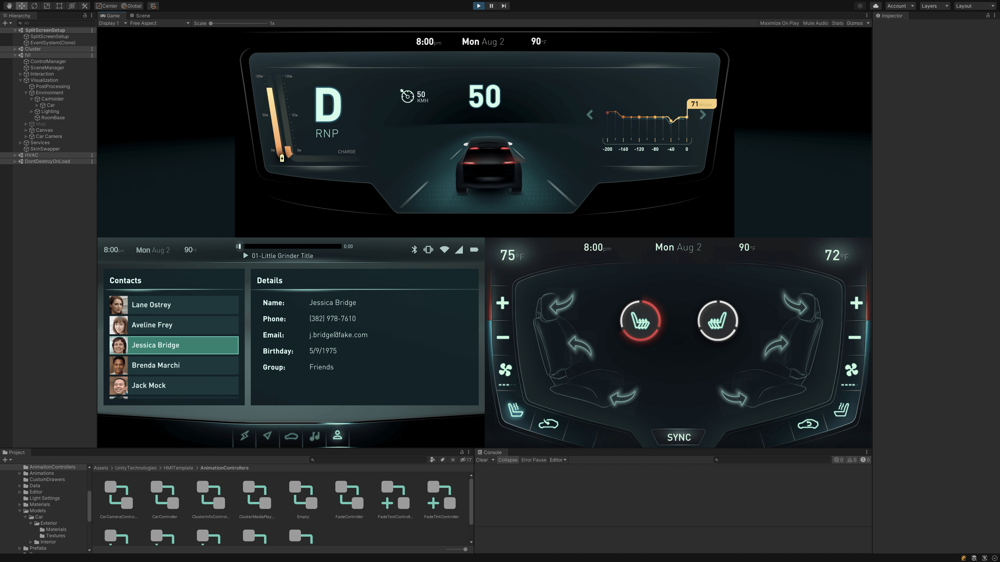 Center Global
Account Layers Layout
Hierarchy
All
SplitScreenSetup
SplitScreenSetup
EventSystem(Clone)
Cluster
IVI
ControlManager
SceneManager
Interaction
Visualization
PostProcessing
Environment
CarHolder
Car
Lighting
RoomBase
Map
Canvas
Car Camera
Services
SkinSwapper
HVAC
DontDestroyOnLoad
Game Scene
Display 1 Free Aspect Scale 1x
Maximize On Play Mute Audio Stats Gizmos
Inspector
8:00pm Mon Aug 2 90°F
100% 100%
50% 50%
0% 0%
D
RNP
CHARGE
50
KMH
50
71 Wh/km
-200 -160 -120 -80 -40 0
8:00pm Mon Aug 2 90°F
0 0:00
01-Little Grinder Title
Contacts
Lane Ostrey
Aveline Frey
Jessica Bridge
Brenda Marchi
Jack Mock
Details
Name: Jessica Bridge
Phone: (382) 978-7610
Email: j.bridge@fake.com
Birthday: 5/9/1975
Group: Friends
8:00pm Mon Aug 2 90°F
75°F 72°F
SYNC
Project
17
AnimationControllers
Animations
CustomDrawers
Data
Editor
Light Settings
Materials
Models
Car
Exterior
Materials
Textures
Interior
Prefabs
Assets > UnityTechnologies > HMITemplate > AnimationControllers
CarCameraContro... CarController ClusterInfoControl... ClusterMediaPlay... Empty FadeController FadeTextControll... FadeTintController
Console
Clear Collapse Error Pause Editor
0 0 0